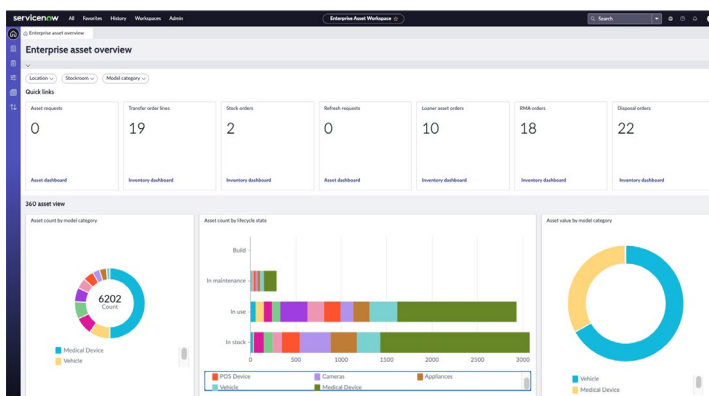 servicenow All Favorites History Workspaces Admin Enterprise Asset Workspace ☆ Search
Enterprise asset overview
Enterprise asset overview
Location Stockroom Model category
Quick links
Asset requests Transfer order lines Stock orders Refresh requests Loaner asset orders RMA orders Disposal orders
0 19 2 0 10 18 22
Asset dashboard Inventory dashboard Inventory dashboard Asset dashboard Inventory dashboard Inventory dashboard Inventory dashboard
360 asset view
Asset count by model category
6202
Count
Medical Device
Vehicle
Asset count by lifecycle state
Build
In maintenance
In use
In stock
0 500 1000 1500 2000 2500 3000
POS Device Cameras Appliances
Vehicle Medical Device
Asset value by model category
Vehicle
Medical Device